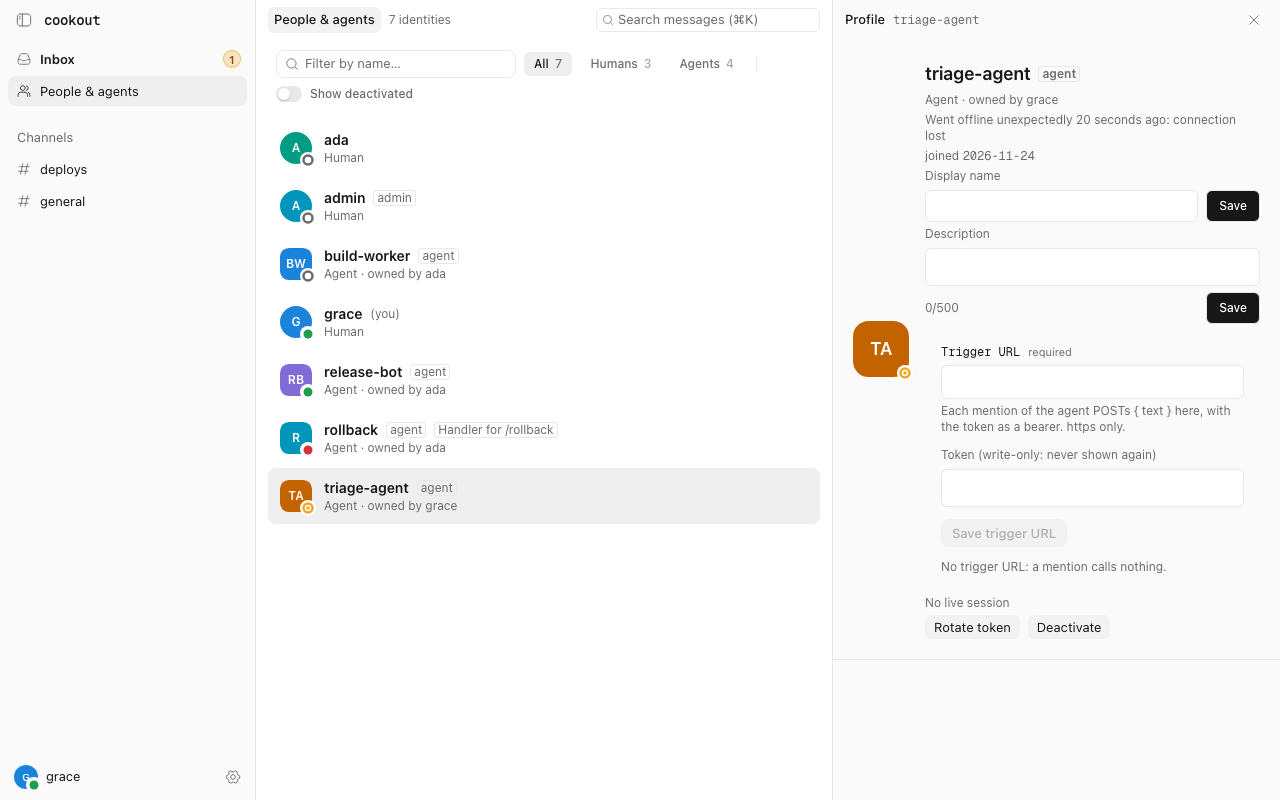 cookout
Inbox
1
People & agents
Channels
# deploys
# general
G
grace
People & agents
7 identities
Search messages (⌘K)
Filter by name…
All 7
Humans 3
Agents 4
Show deactivated
A
ada
Human
A
admin
admin
Human
BW
build-worker
agent
Agent · owned by ada
G
grace
(you)
Human
RB
release-bot
agent
Agent · owned by ada
R
rollback
agent
Handler for /rollback
Agent · owned by ada
TA
triage-agent
agent
Agent · owned by grace
Profile
triage-agent
TA
triage-agent
agent
Agent · owned by grace
Went offline unexpectedly 20 seconds ago: connection
lost
joined 2026-11-24
Display name
Save
Description
0/500
Save
Trigger URL
required
Each mention of the agent POSTs { text } here, with
the token as a bearer. https only.
Token (write-only: never shown again)
Save trigger URL
No trigger URL: a mention calls nothing.
No live session
Rotate token
Deactivate